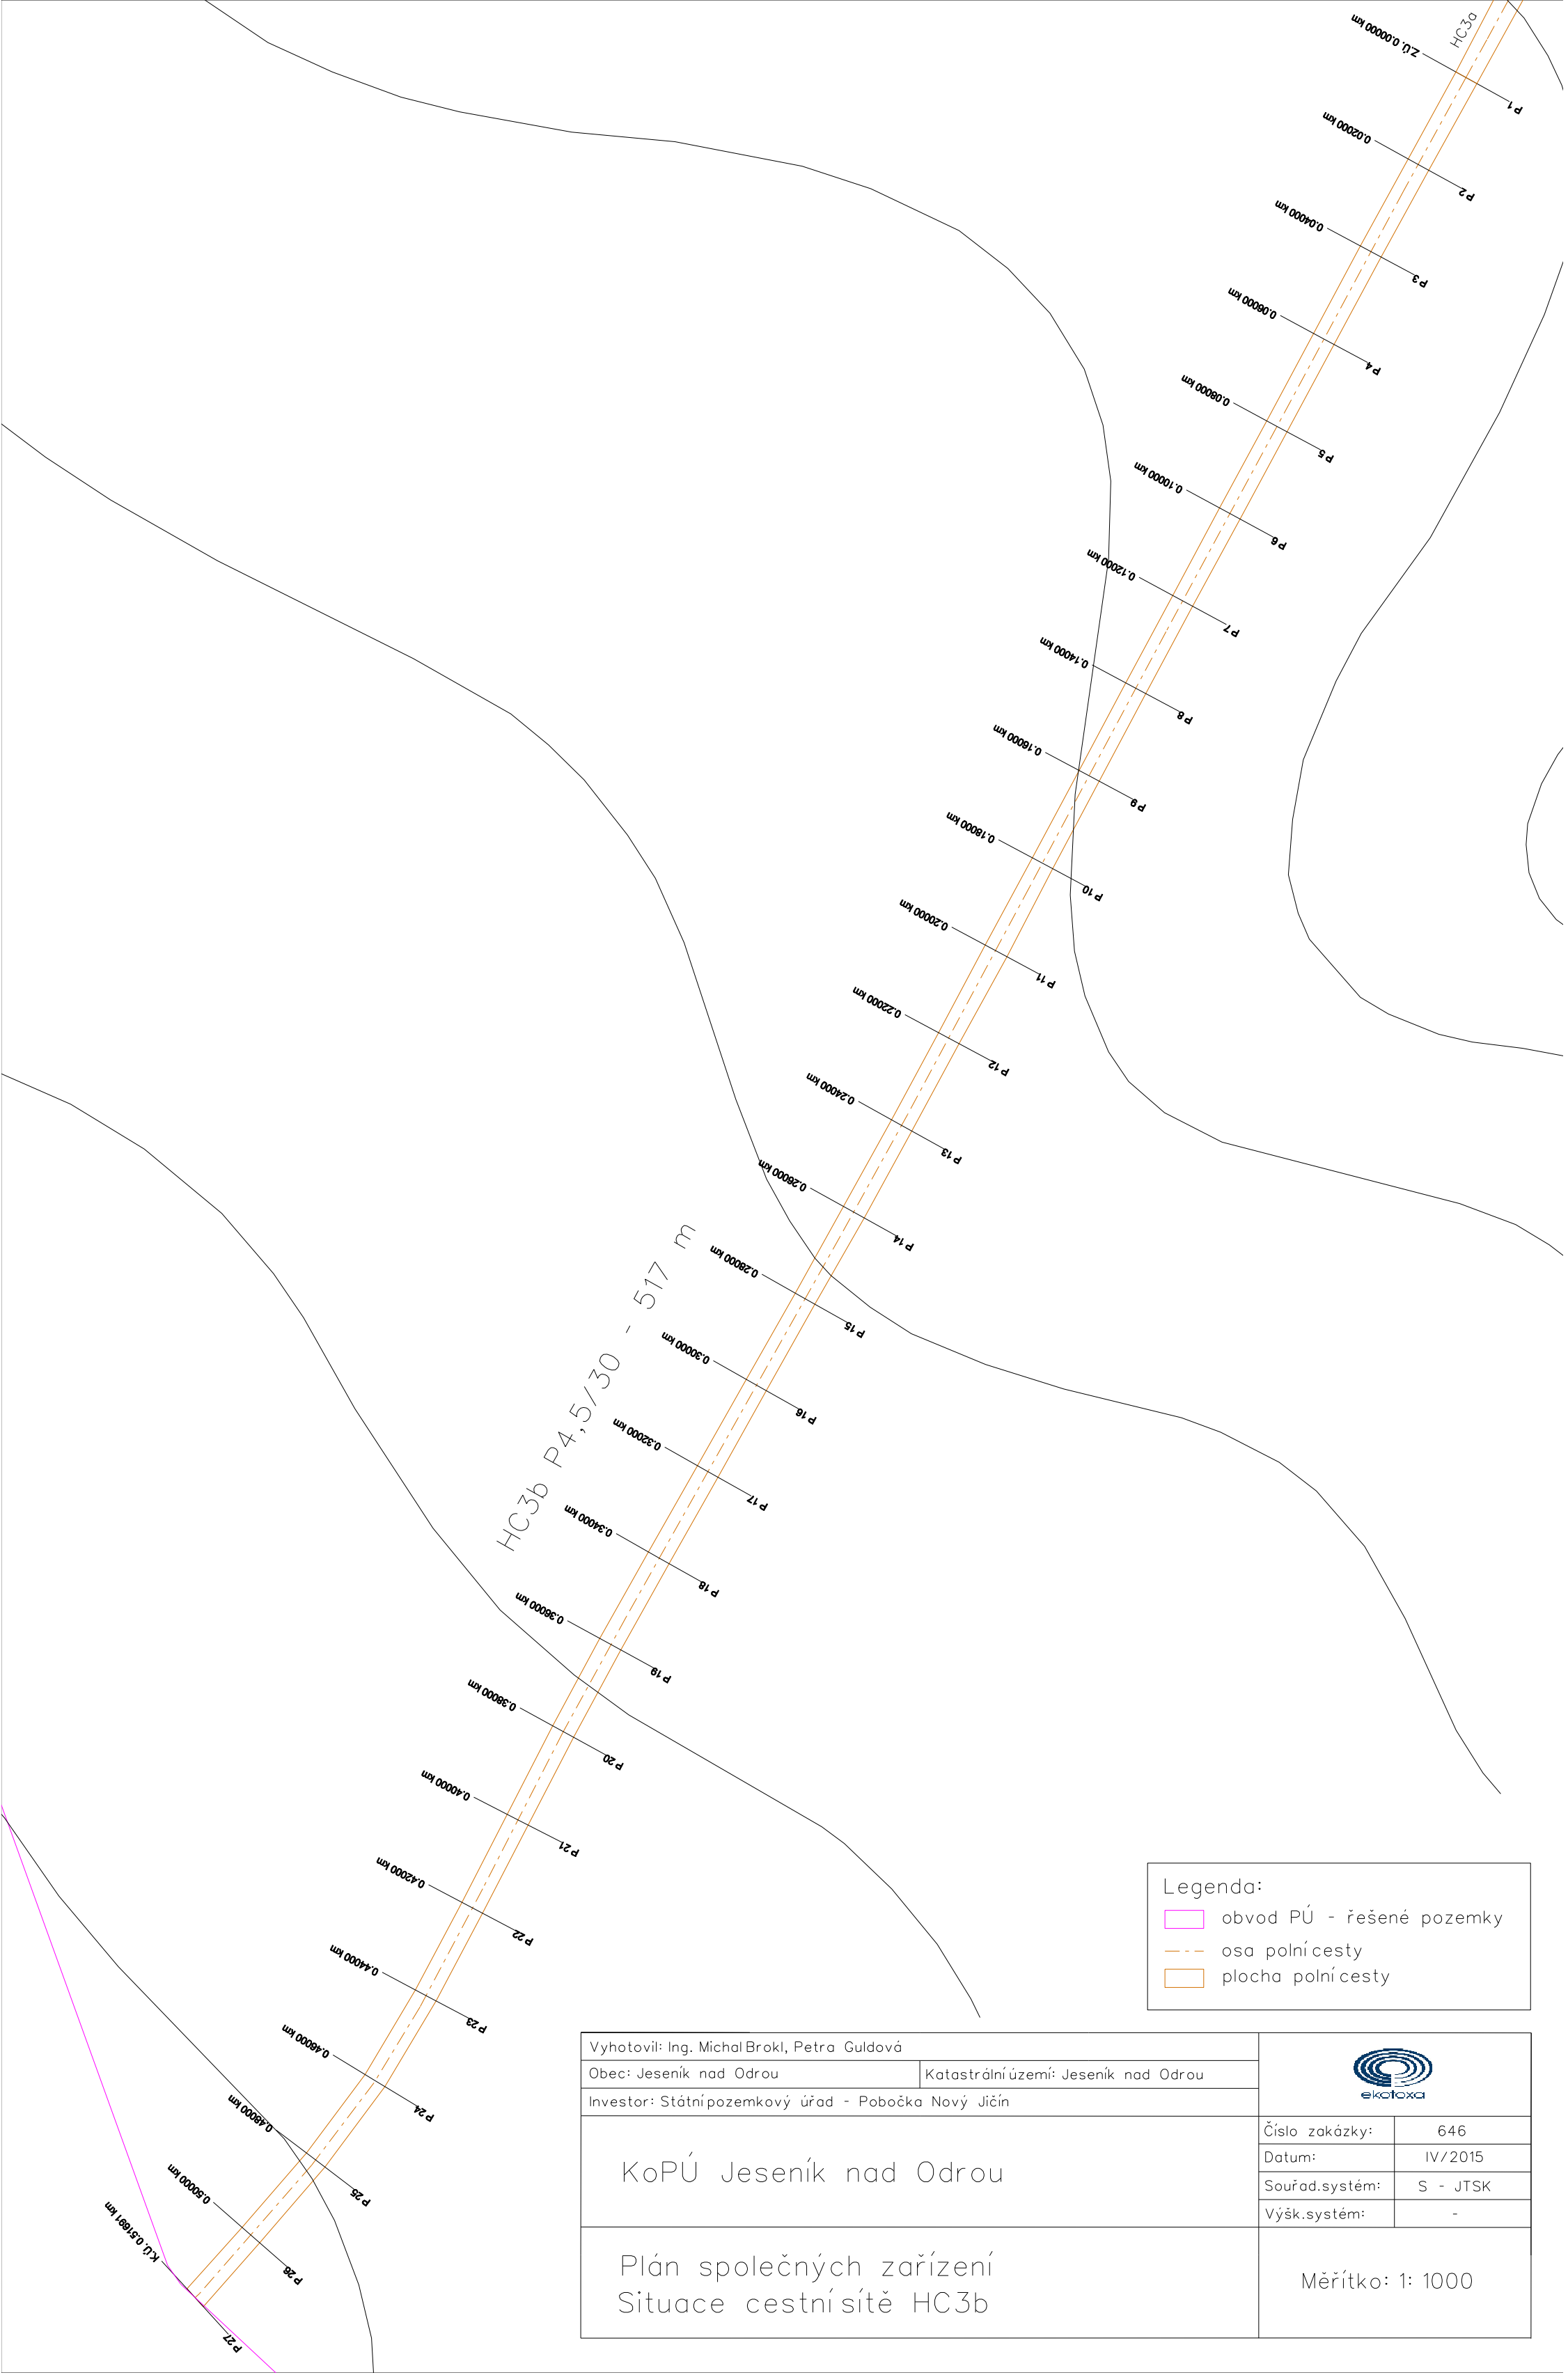 HC3a
Z.Ú. 0.00000 km
P 1
0.02000 km
P 2
0.04000 km
P 3
0.06000 km
P 4
0.08000 km
P 5
0.10000 km
P 6
0.12000 km
P 7
0.14000 km
P 8
0.16000 km
P 9
0.18000 km
P 10
0.20000 km
P 11
0.22000 km
P 12
0.24000 km
P 13
0.26000 km
P 14
0.28000 km
P 15
HC3b P4,5/30 - 517 m
0.30000 km
P 16
0.32000 km
P 17
0.34000 km
P 18
0.36000 km
P 19
0.38000 km
P 20
0.40000 km
P 21
0.42000 km
P 22
0.44000 km
P 23
0.46000 km
P 24
0.48000 km
P 25
0.50000 km
P 26
K.Ú. 0.51691 km
P 27
Legenda:
obvod PÚ - řešené pozemky
osa polní cesty
plocha polní cesty
Vyhotovil: Ing. Michal Brokl, Petra Guldová
Obec: Jeseník nad Odrou
Katastrální území: Jeseník nad Odrou
Investor: Státní pozemkový úřad - Pobočka Nový Jičín
ekotoxa
KoPÚ Jeseník nad Odrou
Číslo zakázky: 646
Datum: IV/2015
Souřad.systém: S - JTSK
Výšk.systém: -
Plán společných zařízení
Situace cestní sítě HC3b
Měřítko: 1: 1000